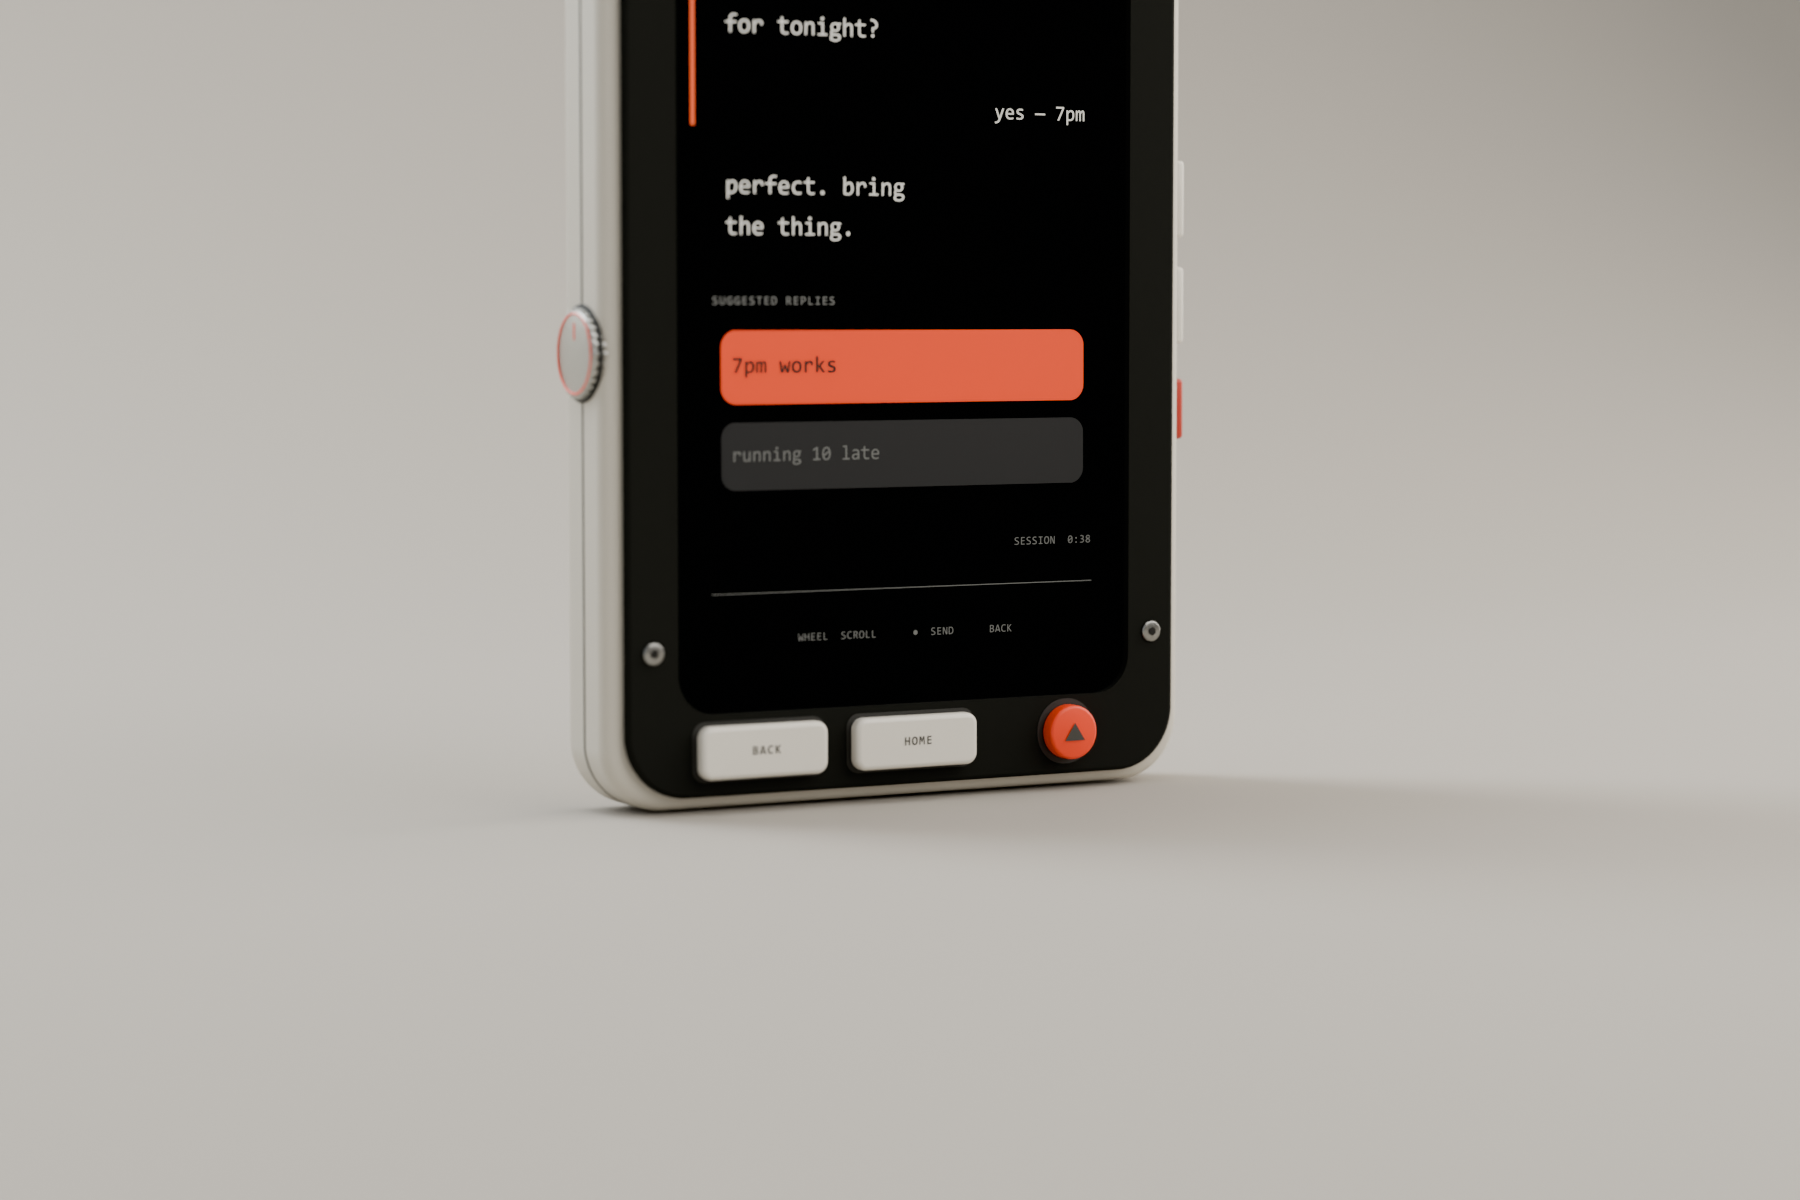 for tonight?
yes – 7pm
perfect. bring
the thing.
SUGGESTED REPLIES
7pm works
running 10 late
SESSION 0:38
WHEEL SCROLL • SEND BACK
BACK HOME